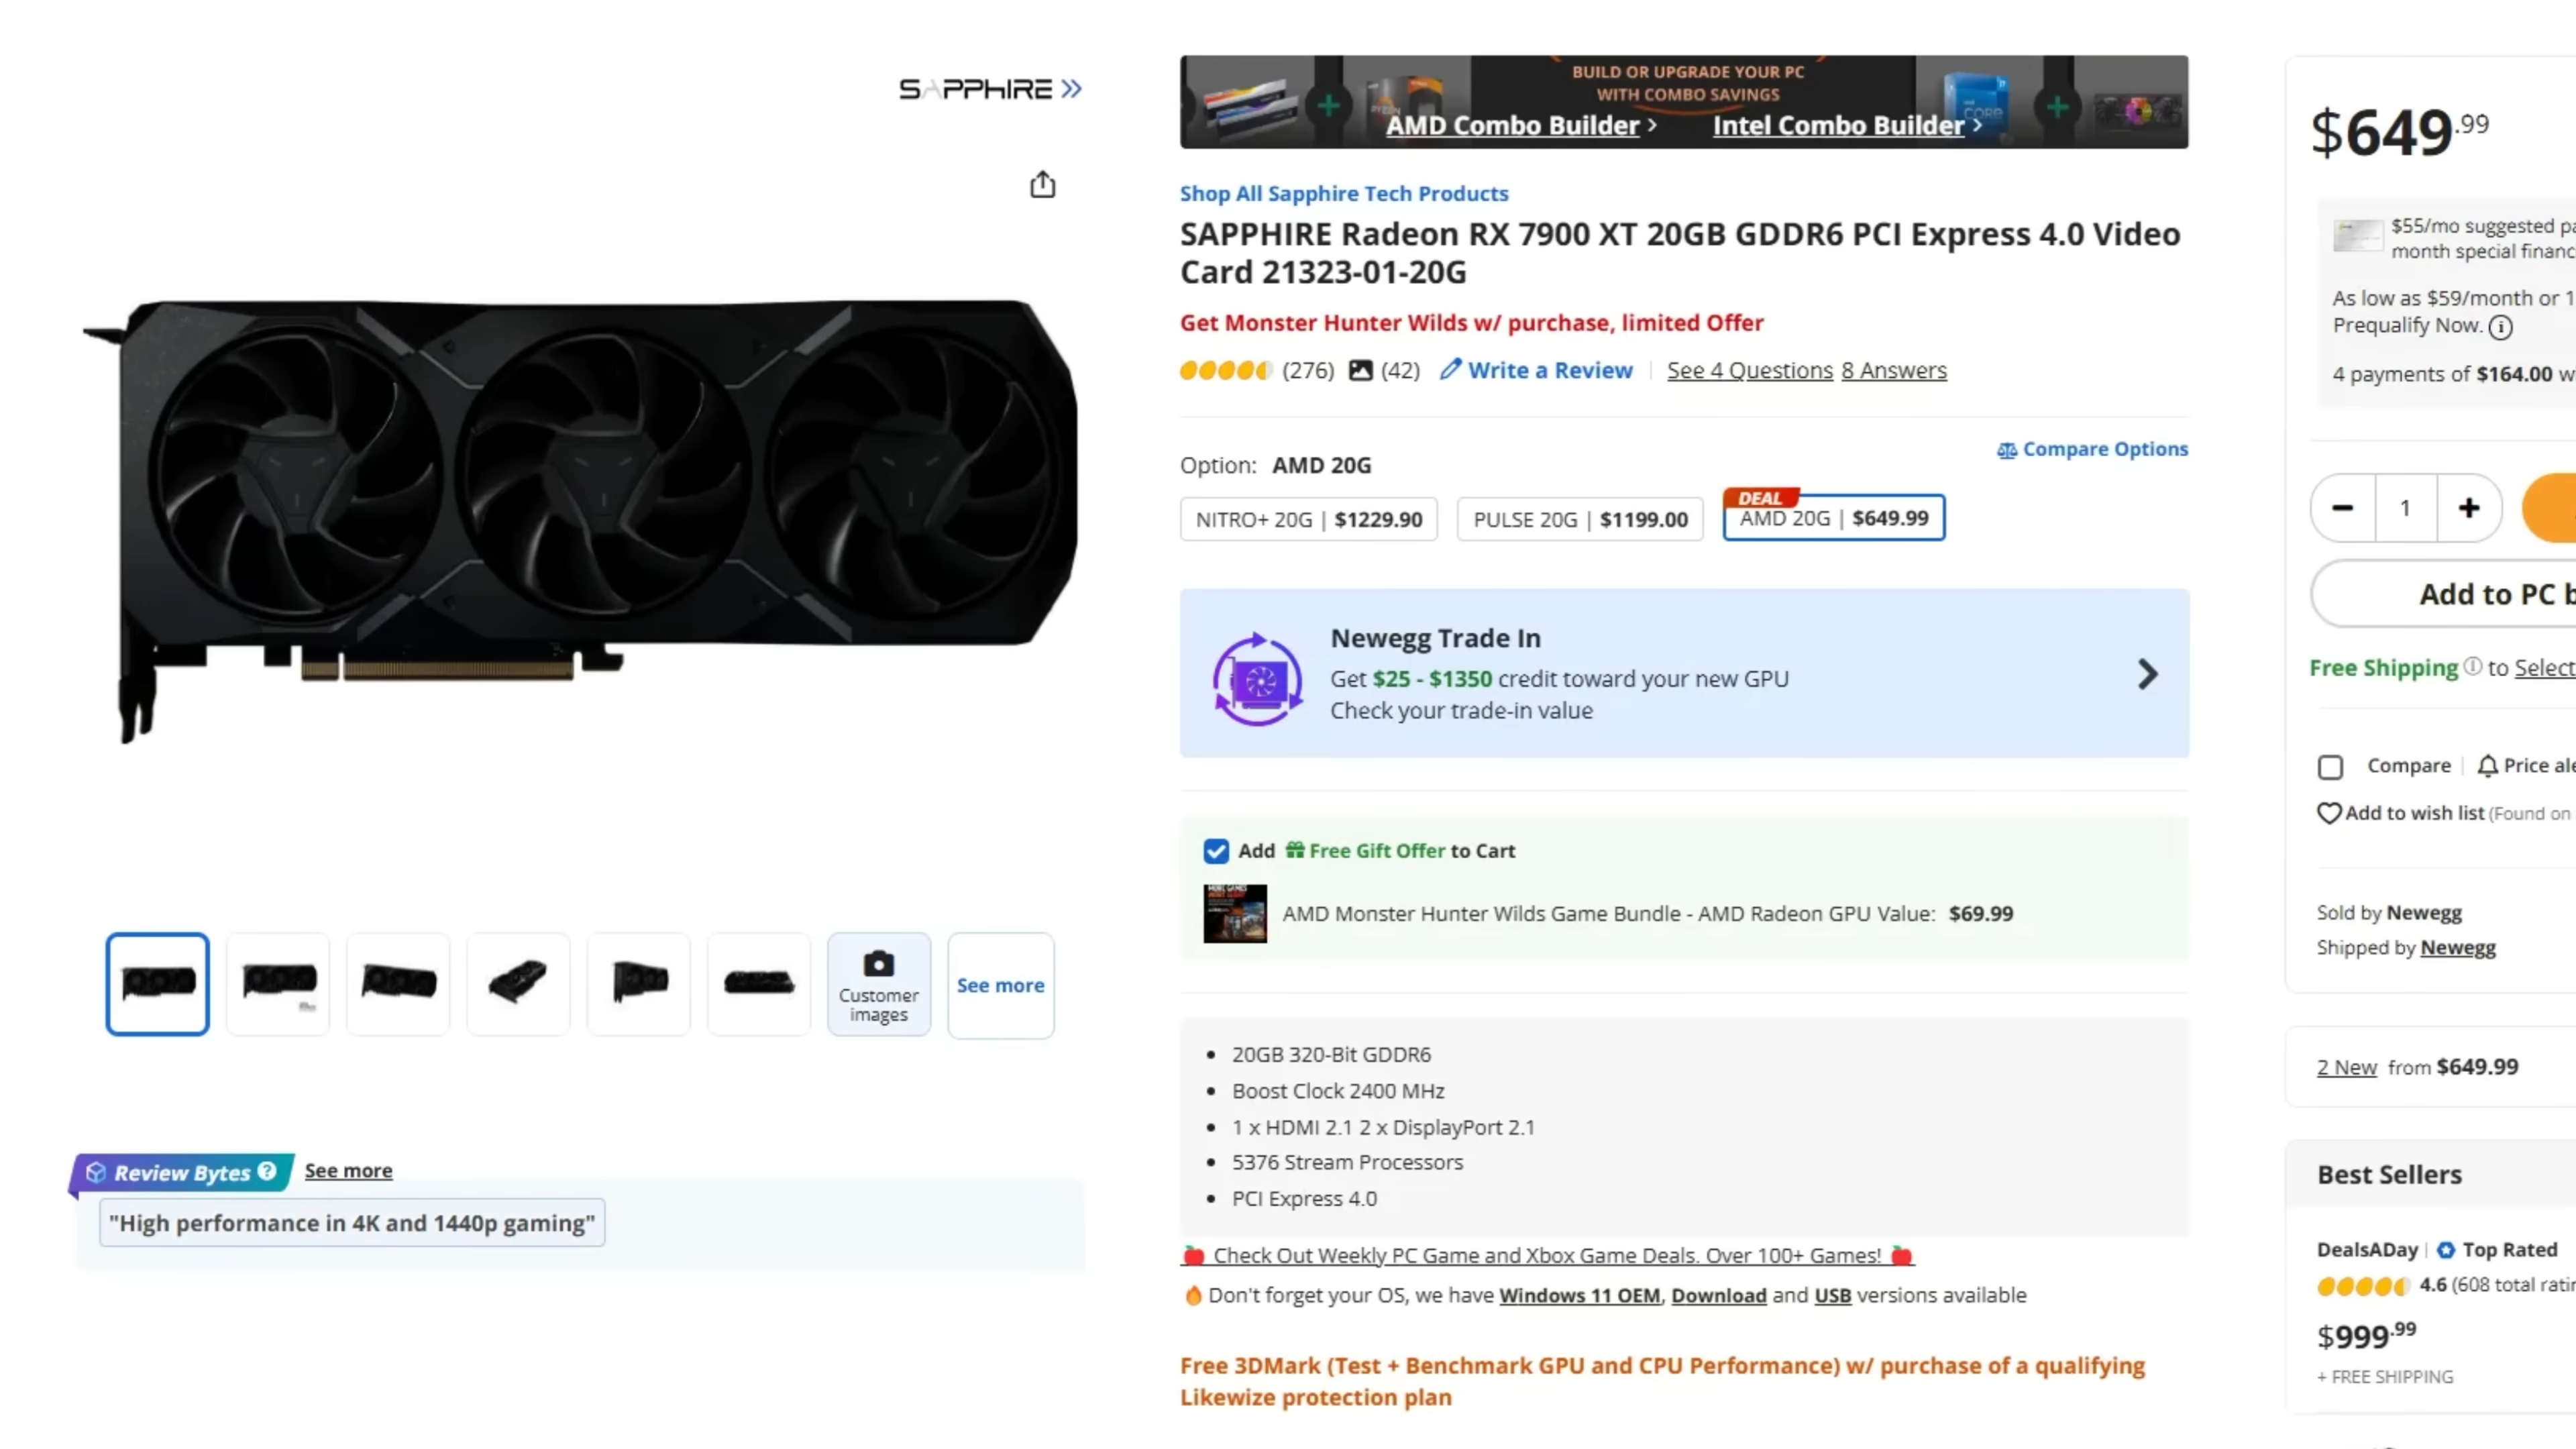 SAPPHIRE
BUILD OR UPGRADE YOUR PC
WITH COMBO SAVINGS
AMD Combo Builder
Intel Combo Builder
Shop All Sapphire Tech Products
SAPPHIRE Radeon RX 7900 XT 20GB GDDR6 PCI Express 4.0 Video
Card 21323-01-20G
Get Monster Hunter Wilds w/ purchase, limited Offer
(276) (42) Write a Review See 4 Questions 8 Answers
Compare Options
Option: AMD 20G
NITRO+ 20G | $1229.90
PULSE 20G | $1199.00
DEAL
AMD 20G | $649.99
Newegg Trade In
Get $25 - $1350 credit toward your new GPU
Check your trade-in value
Add Free Gift Offer to Cart
AMD Monster Hunter Wilds Game Bundle - AMD Radeon GPU Value: $69.99
20GB 320-Bit GDDR6
Boost Clock 2400 MHz
1 x HDMI 2.1 2 x DisplayPort 2.1
5376 Stream Processors
PCI Express 4.0
Check Out Weekly PC Game and Xbox Game Deals. Over 100+ Games!
Don't forget your OS, we have Windows 11 OEM, Download and USB versions available
Free 3DMark (Test + Benchmark GPU and CPU Performance) w/ purchase of a qualifying
Likewize protection plan
Customer
images
See more
Review Bytes ? See more
"High performance in 4K and 1440p gaming"
$649.99
$55/mo suggested
month special
As low as $59/month or
Prequalify Now.
4 payments of $164.00
1
Add to PC
Free Shipping to Select
Compare Price
Add to wish list (Found on
Sold by Newegg
Shipped by Newegg
2 New from $649.99
Best Sellers
DealsADay Top Rated
4.6 (608 total
$999.99
+ FREE SHIPPING